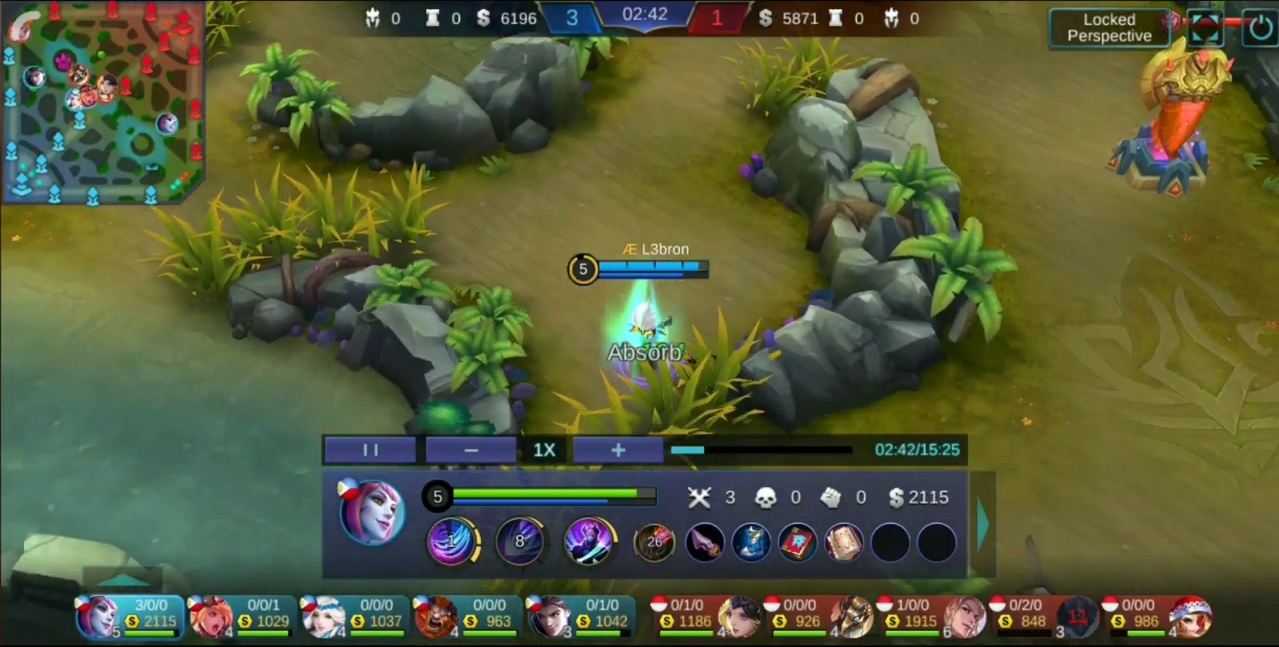 0 0 $ 6196 3 02:42 1 $ 5871 0 0
Locked
Perspective
Æ L3bron
5
Absorb
1X
02:42/15:25
5 3 0 0 $ 2115
1 8 26
3/0/0 0/0/1 0/0/0 0/0/0 0/1/0 0/1/0 0/0/0 1/0/0 0/2/0 0/0/0
2115 1029 1037 963 1042 1186 926 1915 848 11 986
5 4 4 4 3 4 4 6 3 4